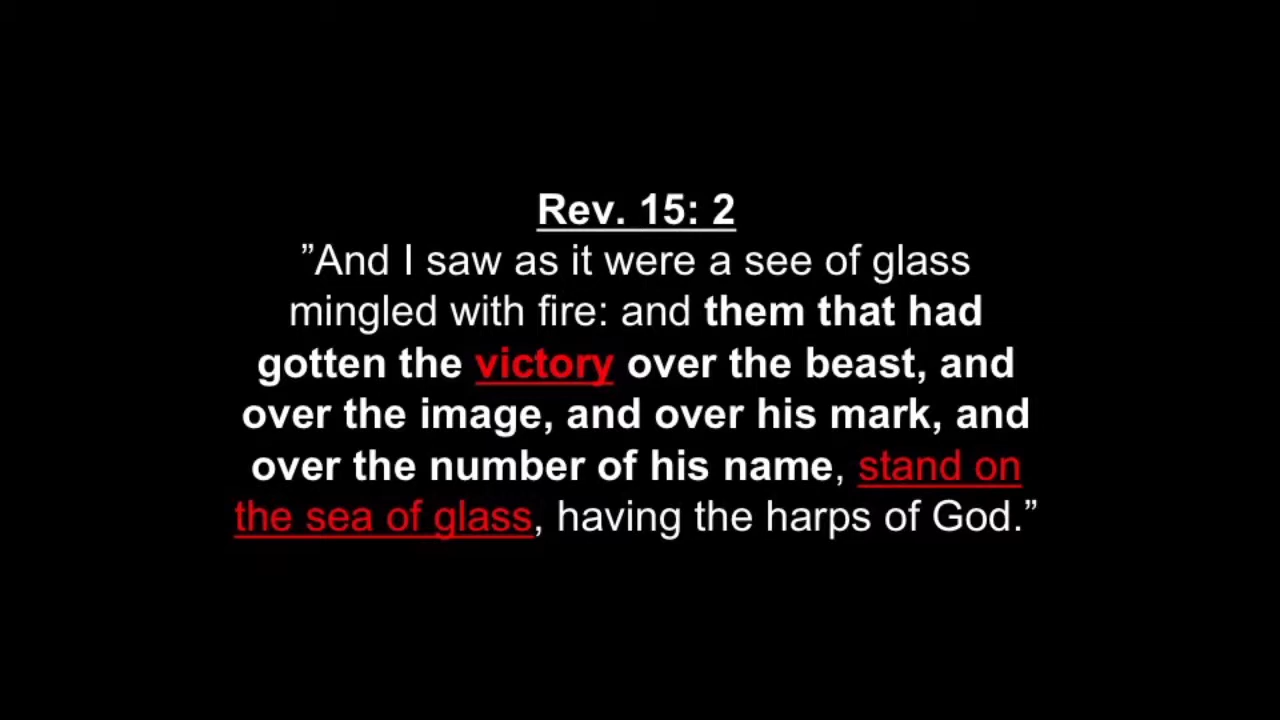 Rev. 15: 2
”And I saw as it were a see of glass
mingled with fire: and them that had
gotten the victory over the beast, and
over the image, and over his mark, and
over the number of his name, stand on
the sea of glass, having the harps of God.”